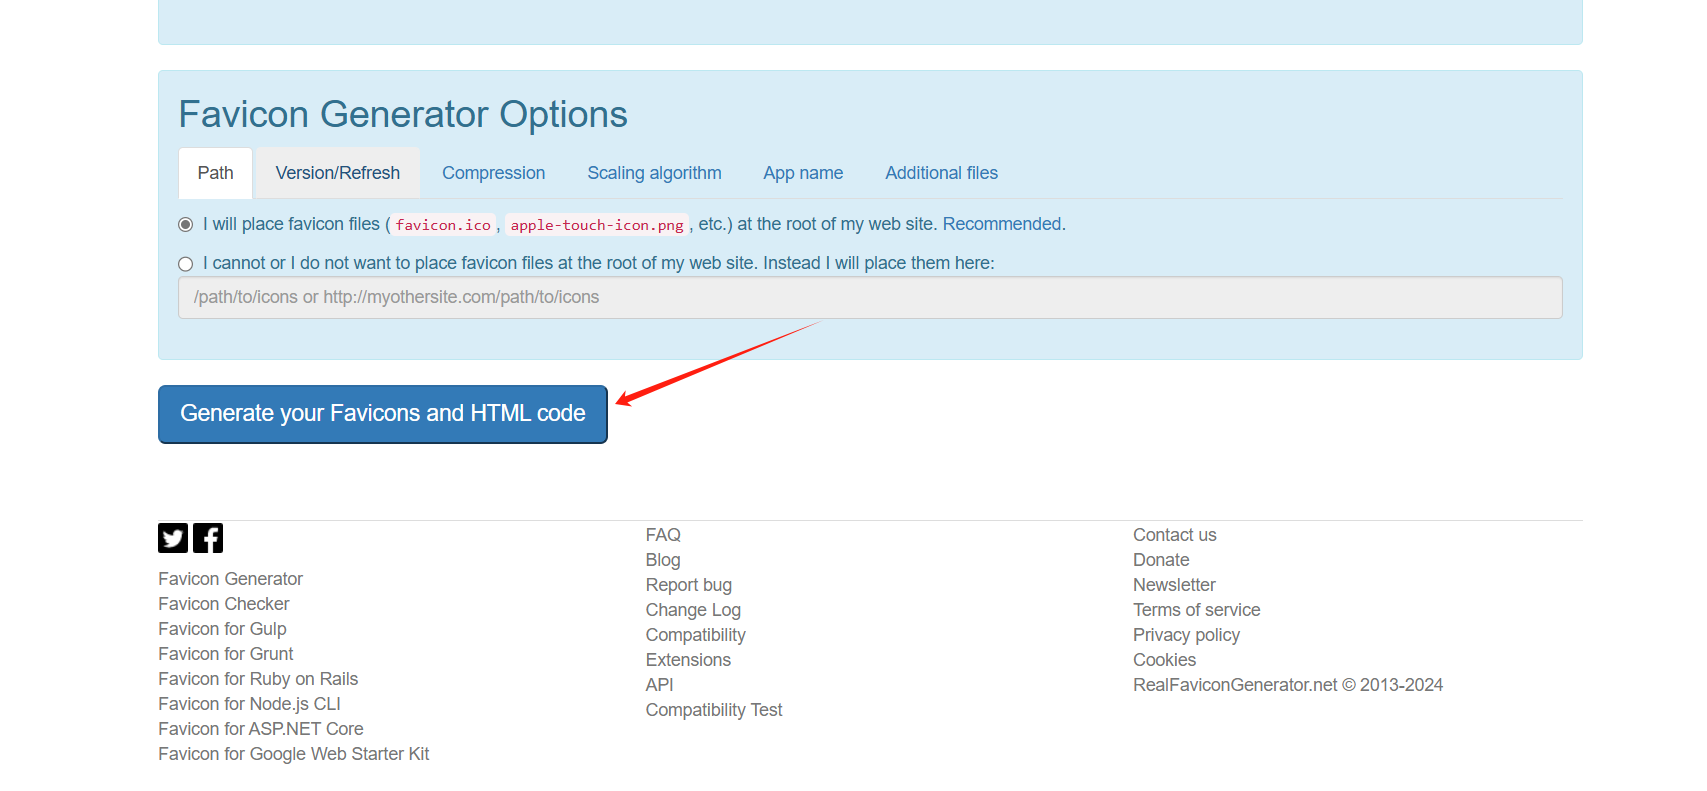 Favicon Generator Options
Path Version/Refresh Compression Scaling algorithm App name Additional files
I will place favicon files (favicon.ico, apple-touch-icon.png, etc.) at the root of my web site. Recommended.
I cannot or I do not want to place favicon files at the root of my web site. Instead I will place them here:
/path/to/icons or http://myothersite.com/path/to/icons
Generate your Favicons and HTML code
Favicon Generator
Favicon Checker
Favicon for Gulp
Favicon for Grunt
Favicon for Ruby on Rails
Favicon for Node.js CLI
Favicon for ASP.NET Core
Favicon for Google Web Starter Kit
FAQ
Blog
Report bug
Change Log
Compatibility
Extensions
API
Compatibility Test
Contact us
Donate
Newsletter
Terms of service
Privacy policy
Cookies
RealFaviconGenerator.net © 2013-2024